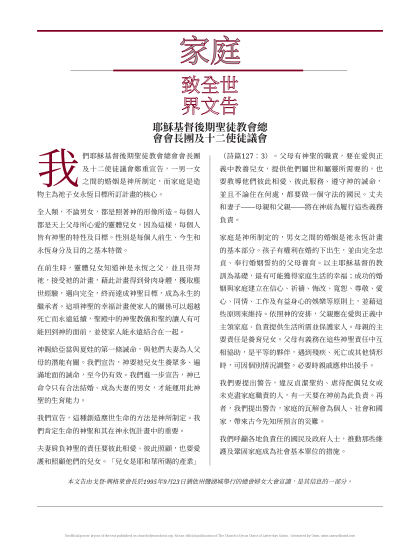 家庭
致全世
界文告
耶穌基督後期聖徒教會總
會會長團及十二使徒議會
我們耶穌基督後期聖徒教會總會會長團
及十二使徒議會鄭重宣告，一男一女
之間的婚姻是神所制定，而家庭是造
物主為祂子女永恆目標所訂計畫的核心。
全人類，不論男女，都是照著神的形像所造。每個人
都是天上父母所心愛的靈體兒女，因為這樣，每個人
皆有神聖的特性及目標。性別是每個人前生、今生和
永恆身分及目的之基本特徵。
在前生時，靈體兒女知道神是永恆之父，並且崇拜
祂，接受祂的計畫，藉此計畫得到骨肉身體，獲取塵
世經驗，邁向完全，終而達成神聖目標，成為永生的
繼承者。這項神聖的幸福計畫使家人的關係可以超越
死亡而永遠延續。聖殿中的神聖教儀和聖約讓人有可
能回到神的面前，並使家人能永遠結合在一起。
神賜給亞當與夏娃的第一條誡命，與他們夫妻為人父
母的潛能有關。我們宣告，神要祂兒女生養眾多、遍
滿地面的誡命，至今仍有效。我們進一步宣告，神已
命令只有合法結婚、成為夫妻的男女，才能運用此神
聖的生育能力。
我們宣告，這種創造塵世生命的方法是神所制定。我
們肯定生命的神聖和其在神永恆計畫中的重要。
夫妻肩負神聖的責任要彼此相愛、彼此照顧，也要愛
護和照顧他們的兒女。「兒女是耶和華所賜的產業」
（詩篇127：3）。父母有神聖的職責，要在愛與正
義中教養兒女，提供他們屬世和屬靈所需要的，也
要教導他們彼此相愛、彼此服務、遵守神的誡命，
並且不論住在何處，都要做一個守法的國民。丈夫
和妻子——母親和父親——將在神前為履行這些義務
負責。
家庭是神所制定的，男女之間的婚姻是祂永恆計畫
的基本部分。孩子有權利在婚約下出生，並由完全忠
貞、奉行婚姻誓約的父母養育。以主耶穌基督的教
訓為基礎，最有可能獲得家庭生活的幸福；成功的婚
姻與家庭建立在信心、祈禱、悔改、寬恕、尊敬、愛
心、同情、工作及有益身心的娛樂等原則上，並藉這
些原則來維持。依照神的安排，父親應在愛與正義中
主領家庭，負責提供生活所需並保護家人。母親的主
要責任是養育兒女。父母有義務在這些神聖責任中互
相協助，是平等的夥伴。遇到殘疾、死亡或其他情形
時，可因個別情況調整。必要時親戚應伸出援手。
我們要提出警告，違反貞潔聖約、虐待配偶兒女或
未克盡家庭職責的人，有一天要在神前為此負責。再
者，我們提出警告，家庭的瓦解會為個人、社會和國
家，帶來古今先知所預言的災難。
我們呼籲各地負責任的國民及政府人士，推動那些維
護及鞏固家庭成為社會基本單位的措施。
本文告由戈登·興格萊會長於1995年9月23日猶他州鹽湖城舉行的總會婦女大會宣讀，是其信息的一部分。